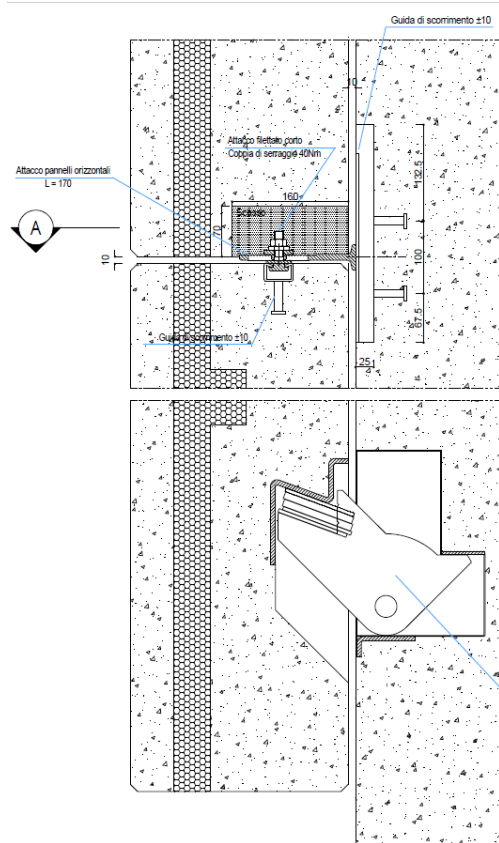 Guida di scorrimento ±10
10
Attacco filettato corto
Coppia di serraggio 40Nm
Attacco pannelli orizzontali
L = 170
132.5
160
Scasso
70
A
100
10
Guida di scorrimento ±10
67.5
25